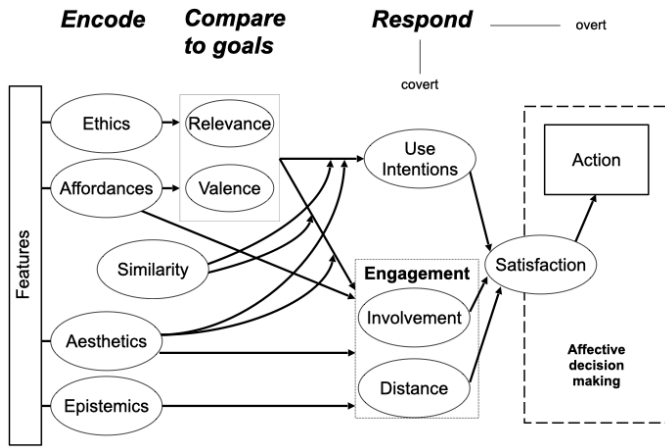 Encode
Compare
to goals
Respond
overt
covert
Features
Ethics
Relevance
Use
Intentions
Action
Affordances
Valence
Similarity
Engagement
Satisfaction
Involvement
Aesthetics
Affective
decision
making
Distance
Epistemics